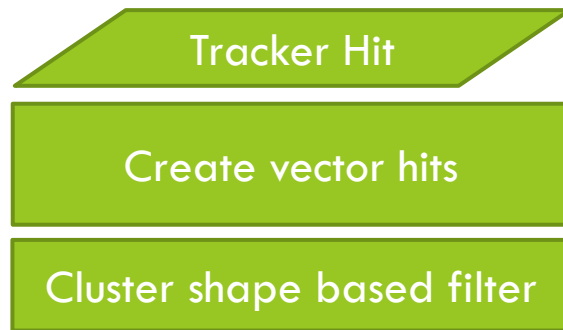 Tracker Hit
Create vector hits
Cluster shape based filter